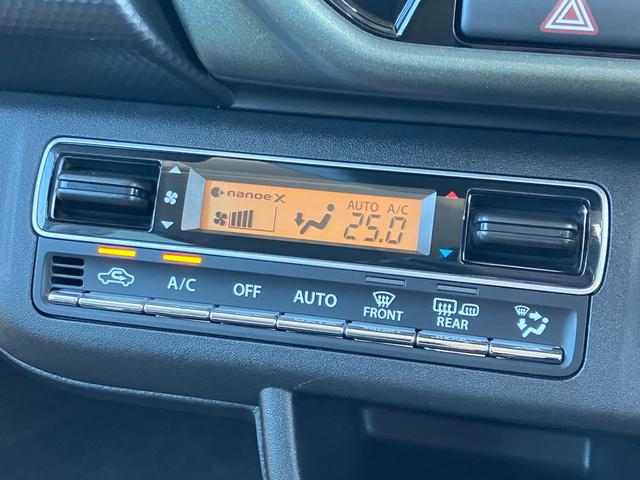 nanoe X
AUTO A/C
25.0
A/C
OFF
AUTO
FRONT
REAR